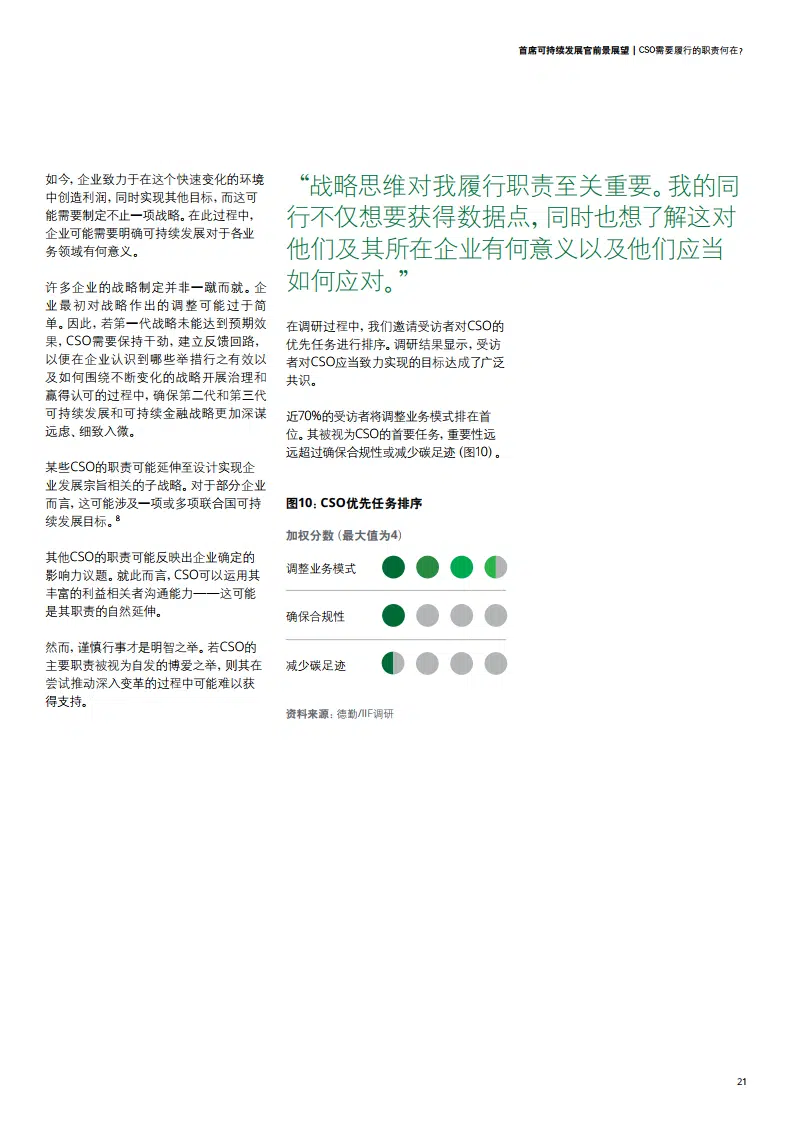 首席可持续发展官前景展望 | CSO需要履行的职责何在?
如今, 企业致力于在这个快速变化的环境
中创造利润, 同时实现其他目标, 而这可
能需要制定不止一项战略。在此过程中,
企业可能需要明确可持续发展对于各业
务领域有何意义。
许多企业的战略制定并非一蹴而就。企
业最初对战略作出的调整可能过于简
单。因此, 若第一代战略未能达到预期效
果, CSO需要保持干劲, 建立反馈回路,
以便在企业认识到哪些举措行之有效以
及如何围绕不断变化的战略开展治理和
赢得认可的过程中, 确保第二代和第三代
可持续发展和可持续金融战略更加深谋
远虑、细致入微。
某些CSO的职责可能延伸至设计实现企
业发展宗旨相关的子战略。对于部分企业
而言, 这可能涉及一项或多项联合国可持
续发展目标。8
其他CSO的职责可能反映出企业确定的
影响力议题。就此而言, CSO可以运用其
丰富的利益相关者沟通能力——这可能
是其职责的自然延伸。
然而, 谨慎行事才是明智之举。若CSO的
主要职责被视为自发的博爱之举, 则其在
尝试推动深入变革的过程中可能难以获
得支持。
“战略思维对我履行职责至关重要。我的同
行不仅想要获得数据点, 同时也想了解这对
他们及其所在企业有何意义以及他们应当
如何应对。”
在调研过程中, 我们邀请受访者对CSO的
优先任务进行排序。调研结果显示, 受访
者对CSO应当致力实现的目标达成了广泛
共识。
近70%的受访者将调整业务模式排在首
位。其被视为CSO的首要任务, 重要性远
远超过确保合规性或减少碳足迹 (图10) 。
图10: CSO优先任务排序
加权分数 (最大值为4)
调整业务模式
确保合规性
减少碳足迹
资料来源: 德勤/IIF调研
21